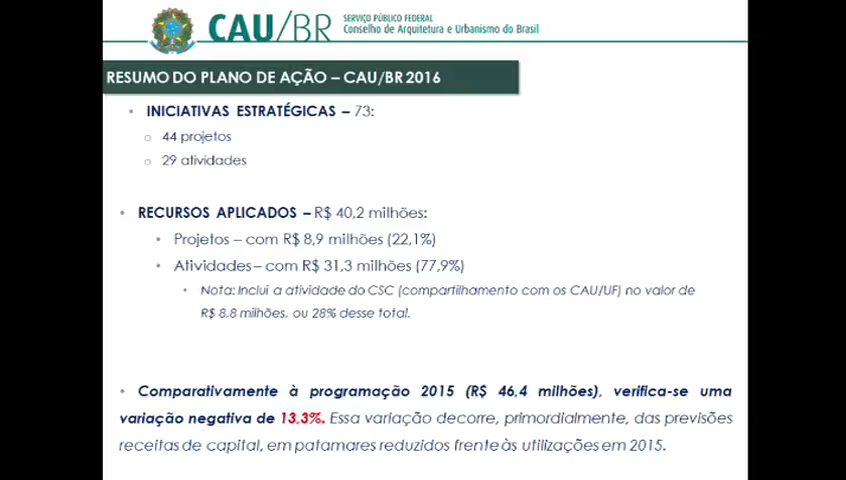 CAU/BR
SERVIÇO PÚBLICO FEDERAL
Conselho de Arquitetura e Urbanismo do Brasil
RESUMO DO PLANO DE AÇÃO – CAU/BR 2016
• INICIATIVAS ESTRATÉGICAS – 73:
o 44 projetos
o 29 atividades
• RECURSOS APLICADOS – R$ 40,2 milhões:
• Projetos – com R$ 8,9 milhões (22,1%)
• Atividades – com R$ 31,3 milhões (77,9%)
• Nota: Inclui a atividade do CSC (compartilhamento com os CAU/UF) no valor de
R$ 8,8 milhões, ou 28% desse total.
• Comparativamente à programação 2015 (R$ 46,4 milhões), verifica-se uma
variação negativa de 13,3%. Essa variação decorre, primordialmente, das previsões
receitas de capital, em patamares reduzidos frente às utilizações em 2015.